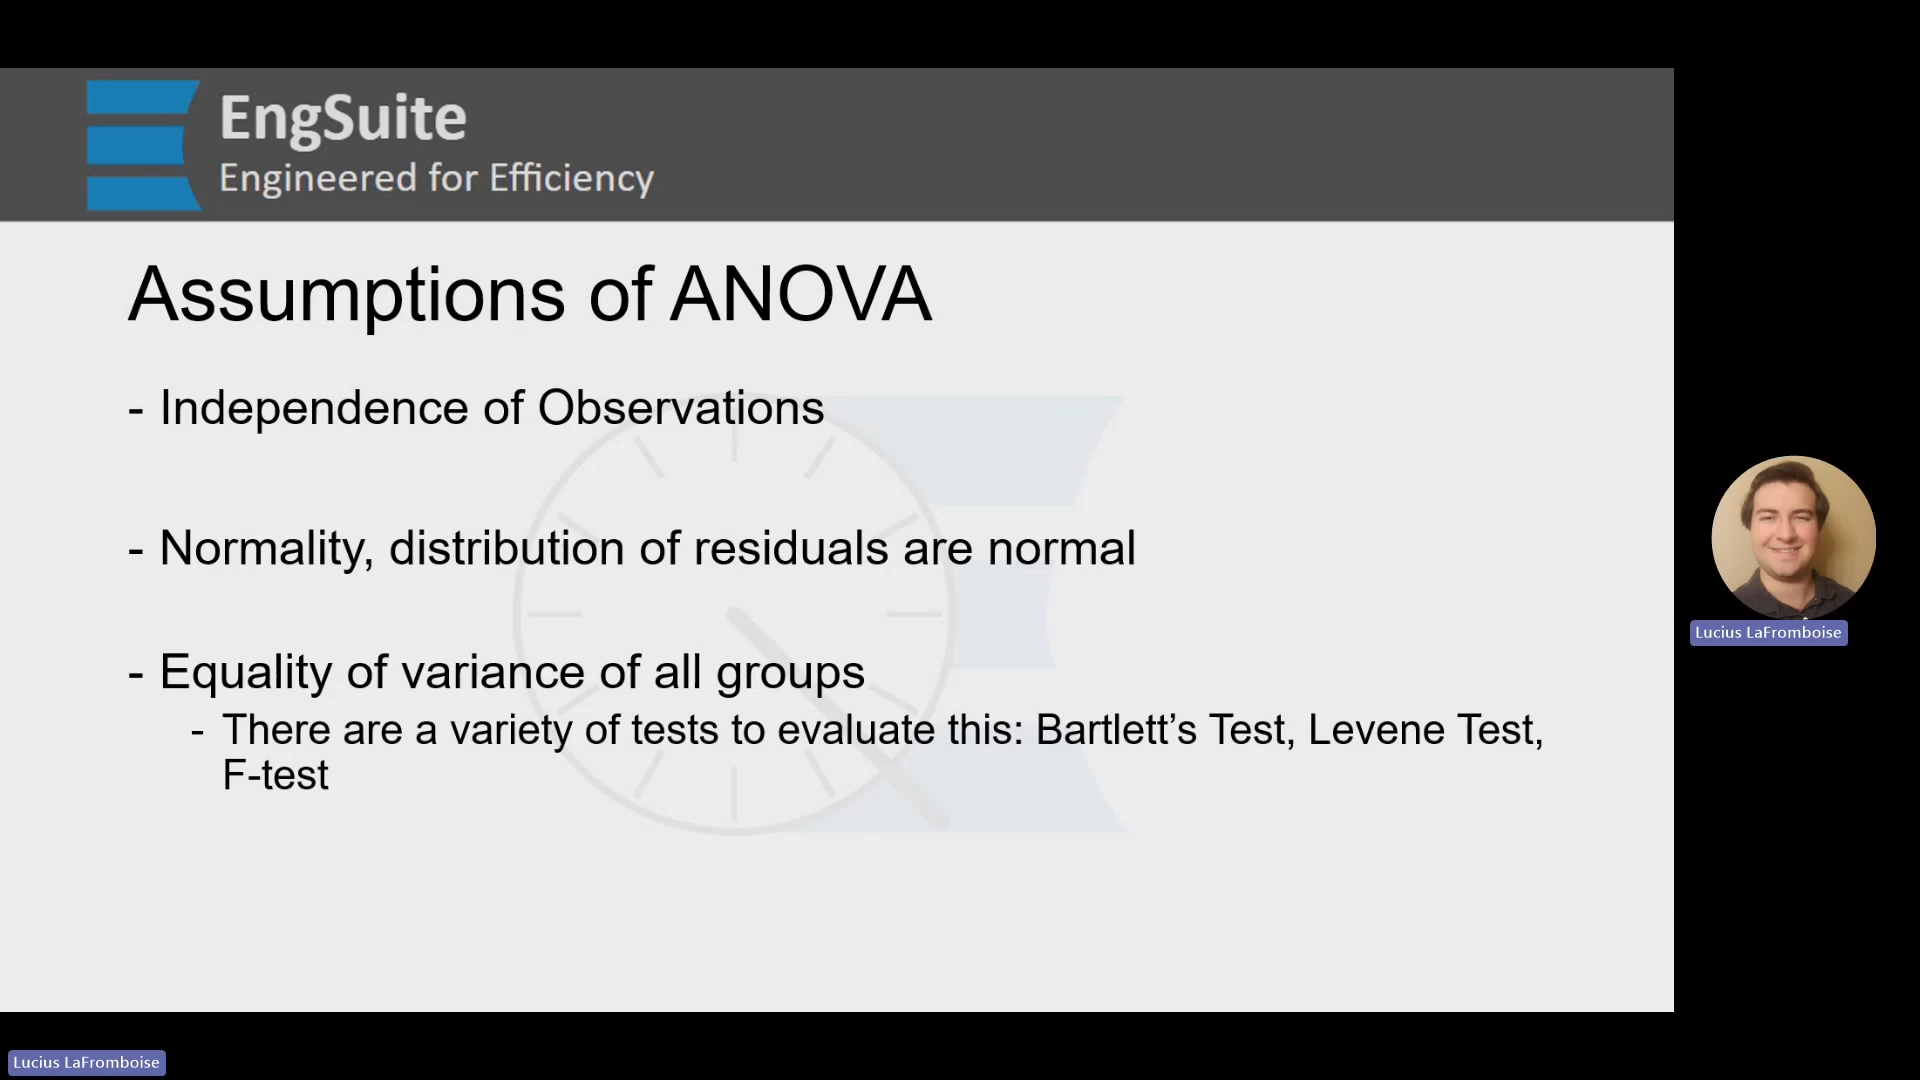 EngSuite
Engineered for Efficiency
Assumptions of ANOVA
- Independence of Observations
- Normality, distribution of residuals are normal
- Equality of variance of all groups
- There are a variety of tests to evaluate this: Bartlett’s Test, Levene Test,
F-test
Lucius LaFromboise
Lucius LaFromboise